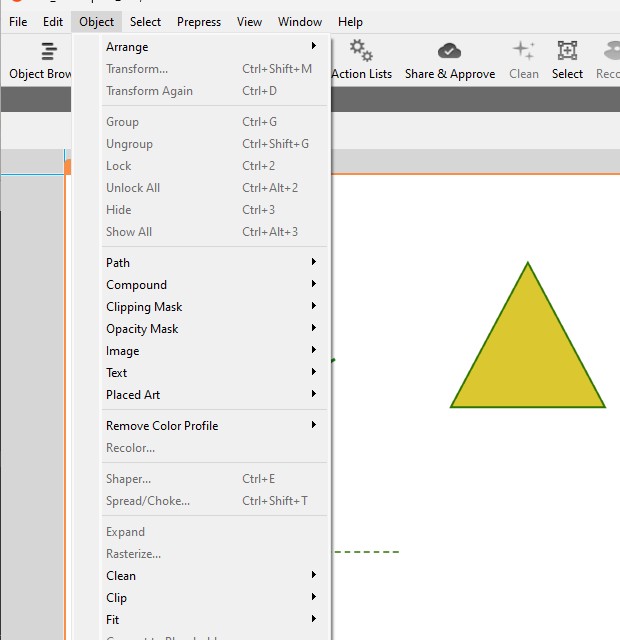 File Edit Object Select Prepress View Window Help
Object Brow Action Lists Share & Approve Clean Select Reco
Arrange
Transform... Ctrl+Shift+M
Transform Again Ctrl+D
Group Ctrl+G
Ungroup Ctrl+Shift+G
Lock Ctrl+2
Unlock All Ctrl+Alt+2
Hide Ctrl+3
Show All Ctrl+Alt+3
Path
Compound
Clipping Mask
Opacity Mask
Image
Text
Placed Art
Remove Color Profile
Recolor...
Shaper... Ctrl+E
Spread/Choke... Ctrl+Shift+T
Expand
Rasterize...
Clean
Clip
Fit